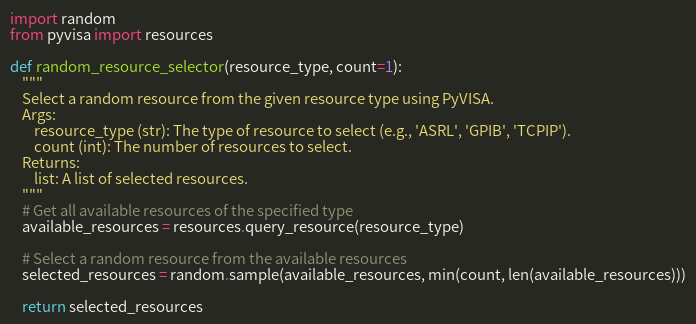 import random
from pyvisa import resources

def random_resource_selector(resource_type, count=1):
    """
    Select a random resource from the given resource type using PyVISA.
    Args:
        resource_type (str): The type of resource to select (e.g., 'ASRL', 'GPIB', 'TCPIP').
        count (int): The number of resources to select.
    Returns:
        list: A list of selected resources.
    """
    # Get all available resources of the specified type
    available_resources = resources.query_resource(resource_type)

    # Select a random resource from the available resources
    selected_resources = random.sample(available_resources, min(count, len(available_resources)))

    return selected_resources